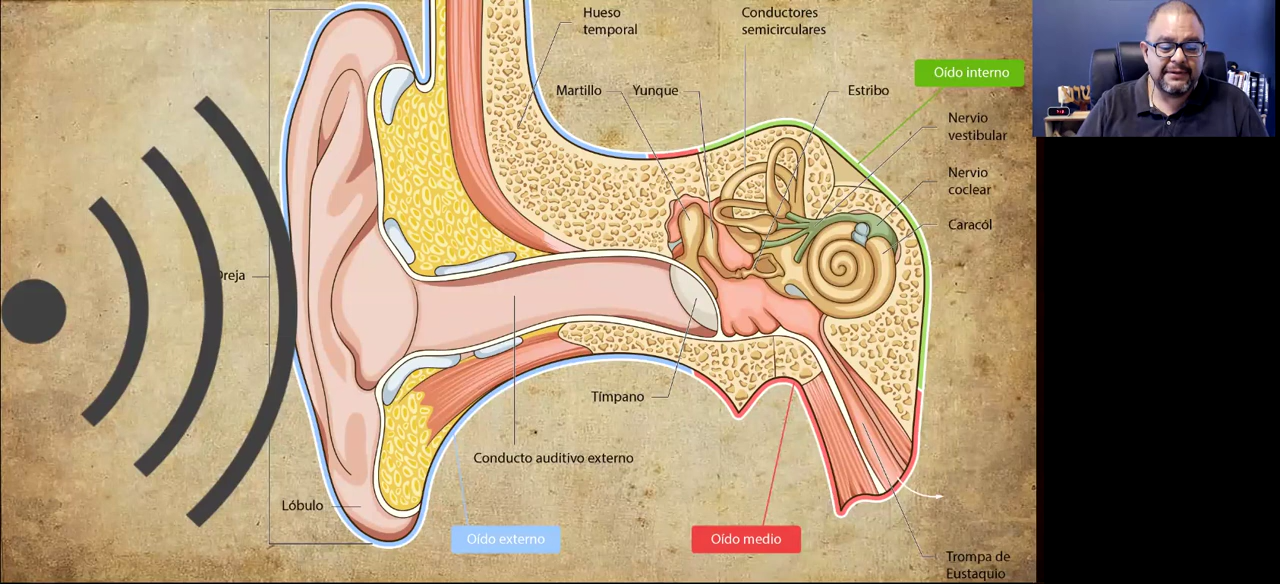 Hueso
temporal
Conductores
semicirculares
Oído interno
Martillo
Yunque
Estribo
Nervio
vestibular
Nervio
coclear
Caracól
Oreja
Tímpano
Conducto auditivo externo
Lóbulo
Oído externo
Oído medio
Trompa de
Eustaquio